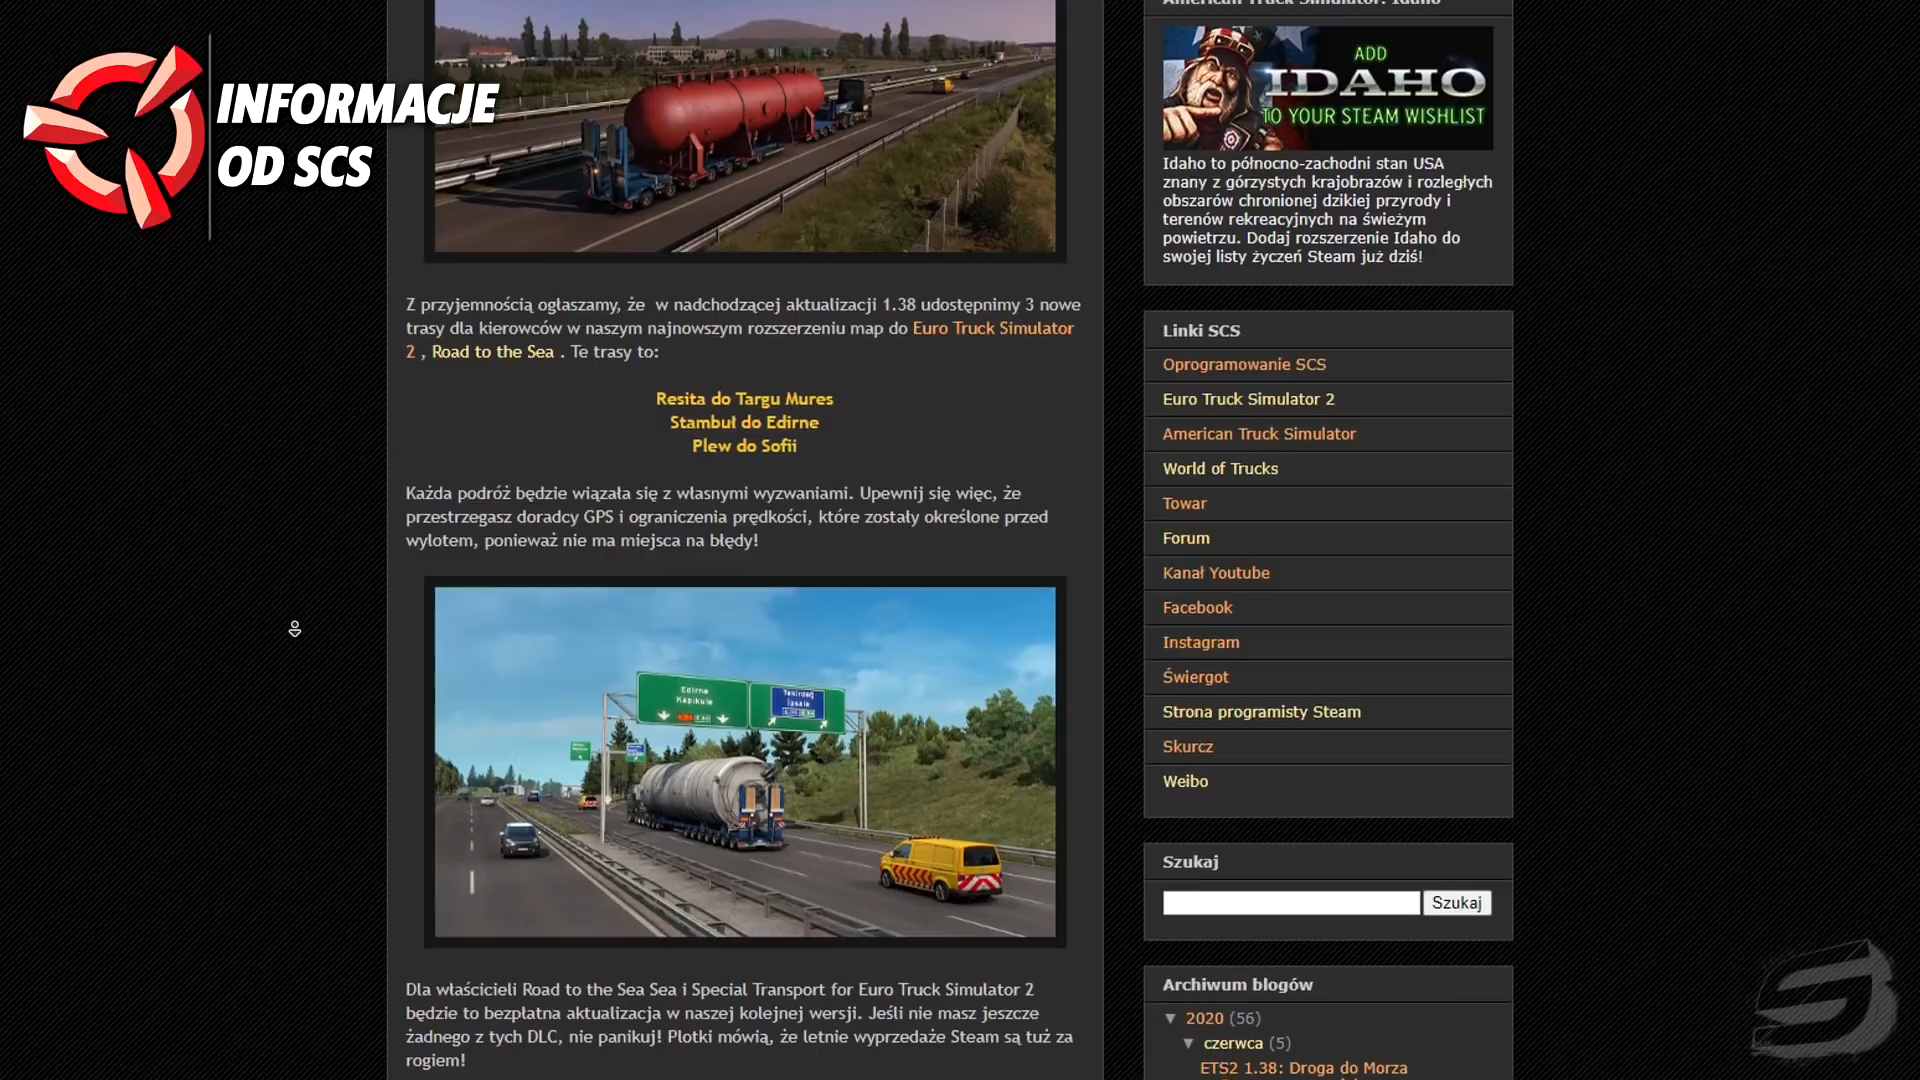 INFORMACJE
OD SCS
Z przyjemnością ogłaszamy, że w nadchodzącej aktualizacji 1.38 udostępnimy 3 nowe
trasy dla kierowców w naszym najnowszym rozszerzeniu map do Euro Truck Simulator
2 , Road to the Sea . Te trasy to:
Resita do Targu Mures
Stambuł do Edirne
Plew do Sofii
Każda podróż będzie wiązała się z własnymi wyzwaniami. Upewnij się więc, że
przestrzegasz doradcy GPS i ograniczenia prędkości, które zostały określone przed
wylotem, ponieważ nie ma miejsca na błędy!
Edirne
Kapikule
Tekirdağ
İpsala
Dla właścicieli Road to the Sea Sea i Special Transport for Euro Truck Simulator 2
będzie to bezpłatna aktualizacja w naszej kolejnej wersji. Jeśli nie masz jeszcze
żadnego z tych DLC, nie panikuj! Plotki mówią, że letnie wyprzedaże Steam są tuż za
rogiem!
American Truck Simulator: Idaho
ADD
IDAHO
TO YOUR STEAM WISHLIST
Idaho to północno-zachodni stan USA
znany z górzystych krajobrazów i rozległych
obszarów chronionej dzikiej przyrody i
terenów rekreacyjnych na świeżym
powietrzu. Dodaj rozszerzenie Idaho do
swojej listy życzeń Steam już dziś!
Linki SCS
Oprogramowanie SCS
Euro Truck Simulator 2
American Truck Simulator
World of Trucks
Towar
Forum
Kanał Youtube
Facebook
Instagram
Świergot
Strona programisty Steam
Skurcz
Weibo
Szukaj
Szukaj
Archiwum blogów
▼ 2020 (56)
▼ czerwca (5)
ETS2 1.38: Droga do Morza